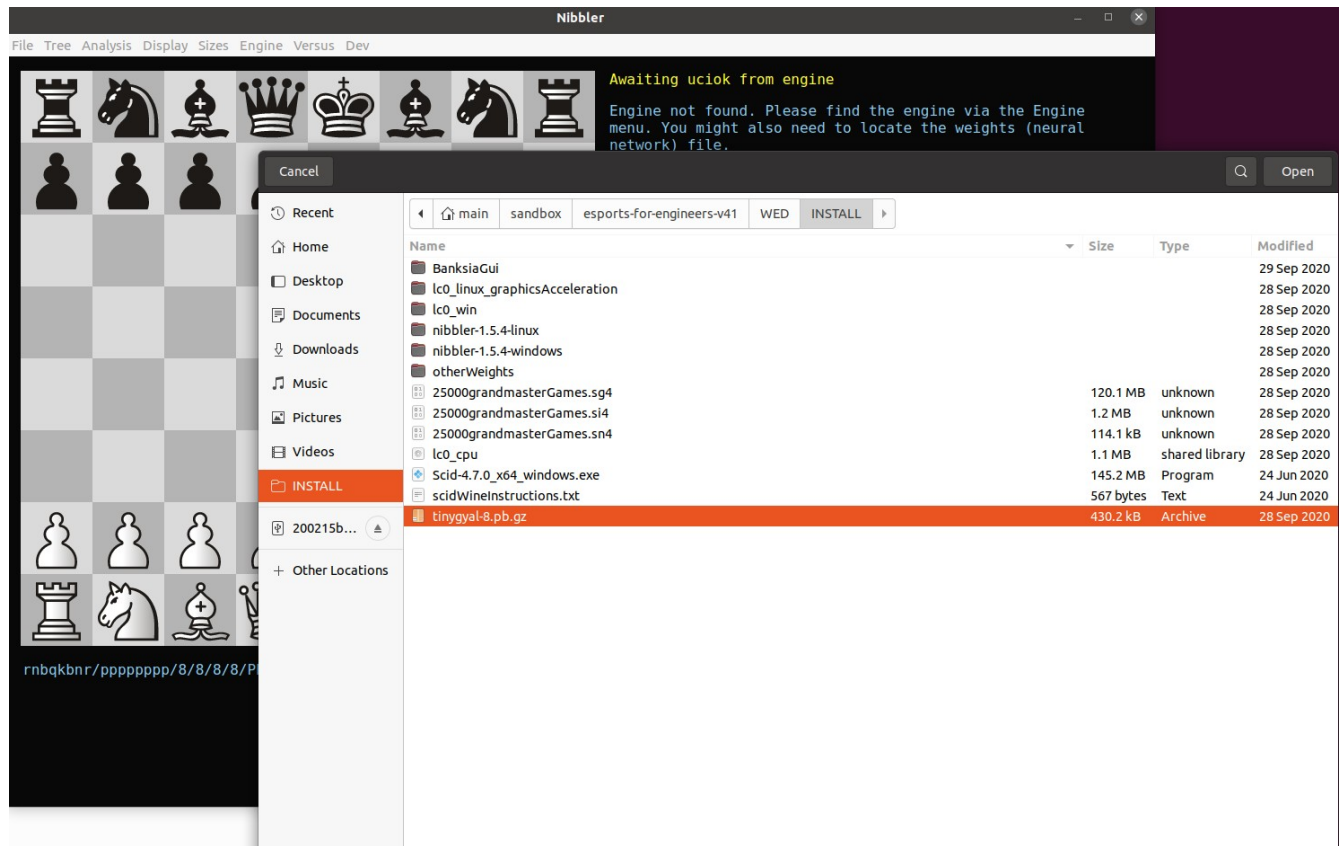 Nibbler
File Tree Analysis Display Sizes Engine Versus Dev
Awaiting uciok from engine
Engine not found. Please find the engine via the Engine
menu. You might also need to locate the weights (neural
network) file.
Cancel
Open
Recent
Home
Desktop
Documents
Downloads
Music
Pictures
Videos
INSTALL
200215b...
+ Other Locations
main sandbox esports-for-engineers-v41 WED INSTALL
Name Size Type Modified
BanksiaGui 29 Sep 2020
lc0_linux_graphicsAcceleration 28 Sep 2020
lc0_win 28 Sep 2020
nibbler-1.5.4-linux 28 Sep 2020
nibbler-1.5.4-windows 28 Sep 2020
otherWeights 28 Sep 2020
25000grandmasterGames.sg4 120.1 MB unknown 28 Sep 2020
25000grandmasterGames.si4 1.2 MB unknown 28 Sep 2020
25000grandmasterGames.sn4 114.1 kB unknown 28 Sep 2020
lc0_cpu 1.1 MB shared library 28 Sep 2020
Scid-4.7.0_x64_windows.exe 145.2 MB Program 24 Jun 2020
scidWineInstructions.txt 567 bytes Text 24 Jun 2020
tinygyal-8.pb.gz 430.2 kB Archive 28 Sep 2020
rnbqkbnr/pppppppp/8/8/8/8/P